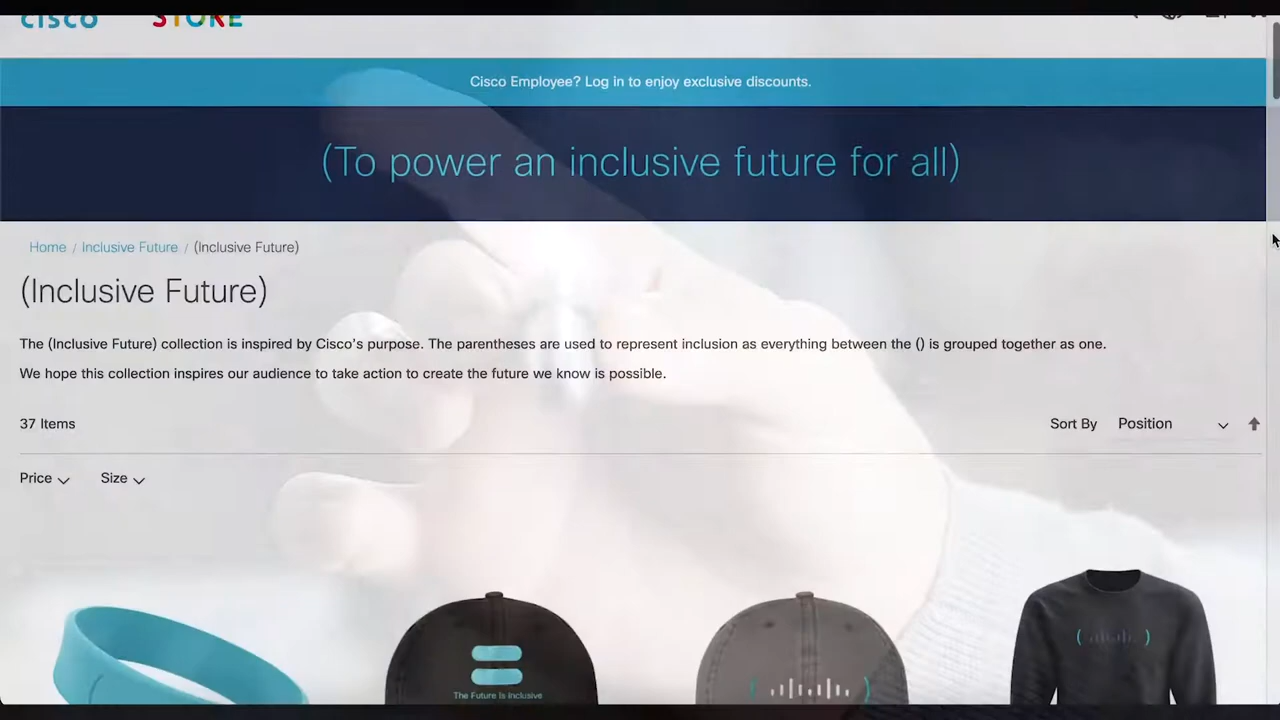 cisco STORE
Cisco Employee? Log in to enjoy exclusive discounts.
(To power an inclusive future for all)
Home / Inclusive Future / (Inclusive Future)
(Inclusive Future)
The (Inclusive Future) collection is inspired by Cisco's purpose. The parentheses are used to represent inclusion as everything between the () is grouped together as one.
We hope this collection inspires our audience to take action to create the future we know is possible.
37 Items
Sort By Position
Price Size
The Future Is Inclusive